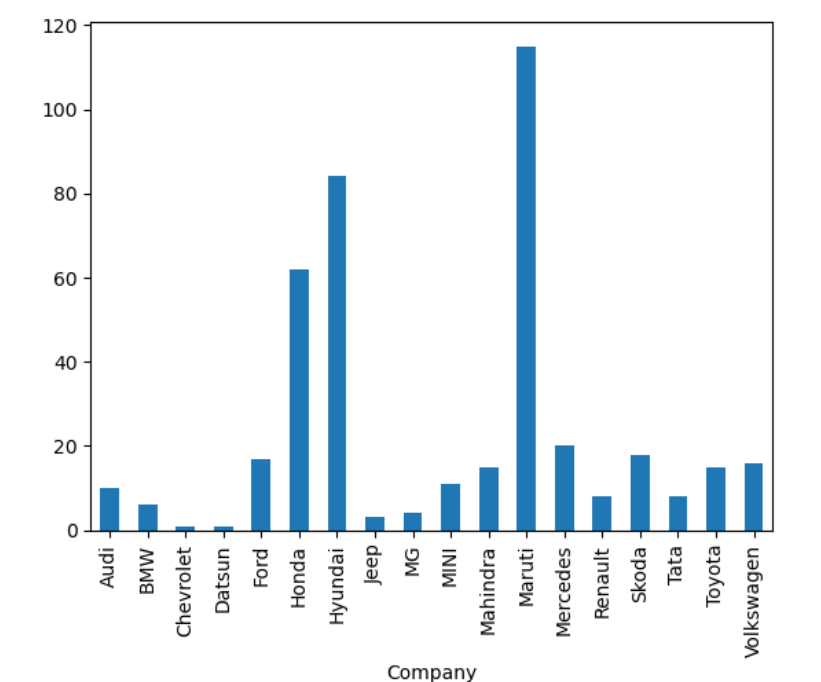 120
100
80
60
40
20
0
Audi
BMW
Chevrolet
Datsun
Ford
Honda
Hyundai
Jeep
MG
MINI
Mahindra
Maruti
Mercedes
Renault
Skoda
Tata
Toyota
Volkswagen
Company